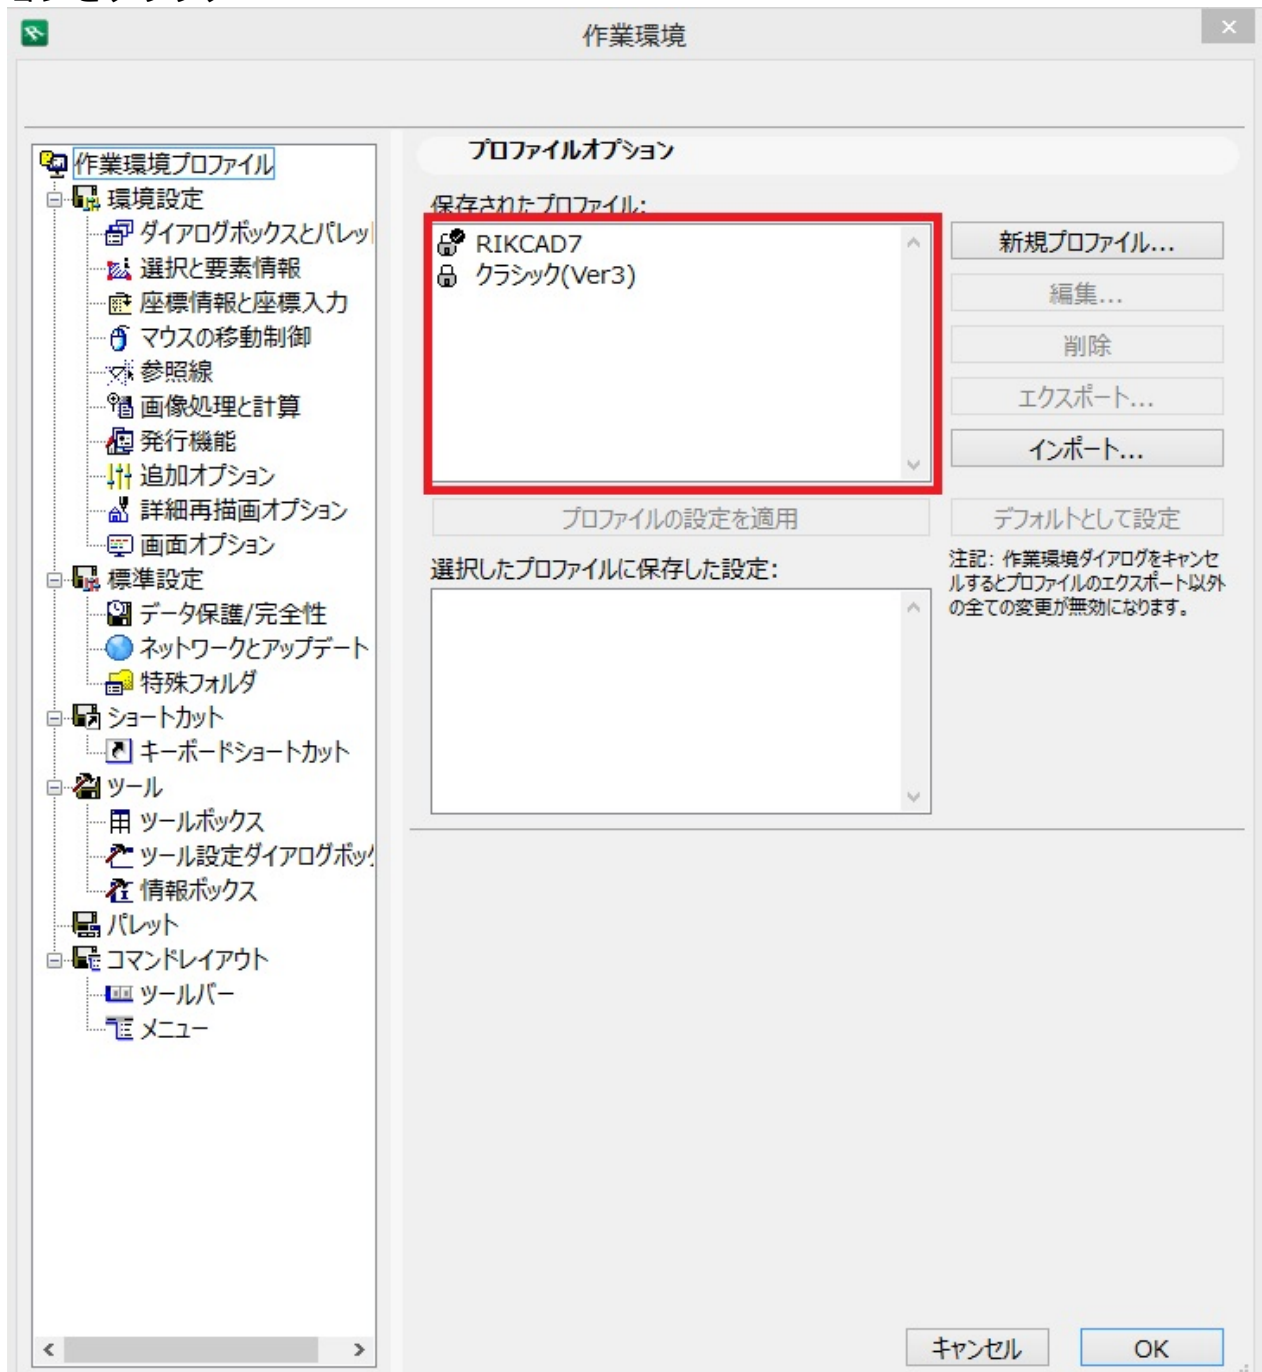 作業環境
作業環境プロファイル
環境設定
ダイアログボックスとパレッ
選択と要素情報
座標情報と座標入力
マウスの移動制御
参照線
画像処理と計算
発行機能
追加オプション
詳細再描画オプション
画面オプション
標準設定
データ保護/完全性
ネットワークとアップデート
特殊フォルダ
ショートカット
キーボードショートカット
ツール
ツールボックス
ツール設定ダイアログボッ
情報ボックス
パレット
コマンドレイアウト
ツールバー
メニュー
プロファイルオプション
保存されたプロファイル:
RIKCAD7
クラシック(Ver3)
新規プロファイル...
編集...
削除
エクスポート...
インポート...
プロファイルの設定を適用
デフォルトとして設定
選択したプロファイルに保存した設定:
注記: 作業環境ダイアログをキャンセ
ルするとプロファイルのエクスポート以外
の全ての変更が無効になります。
キャンセル
OK